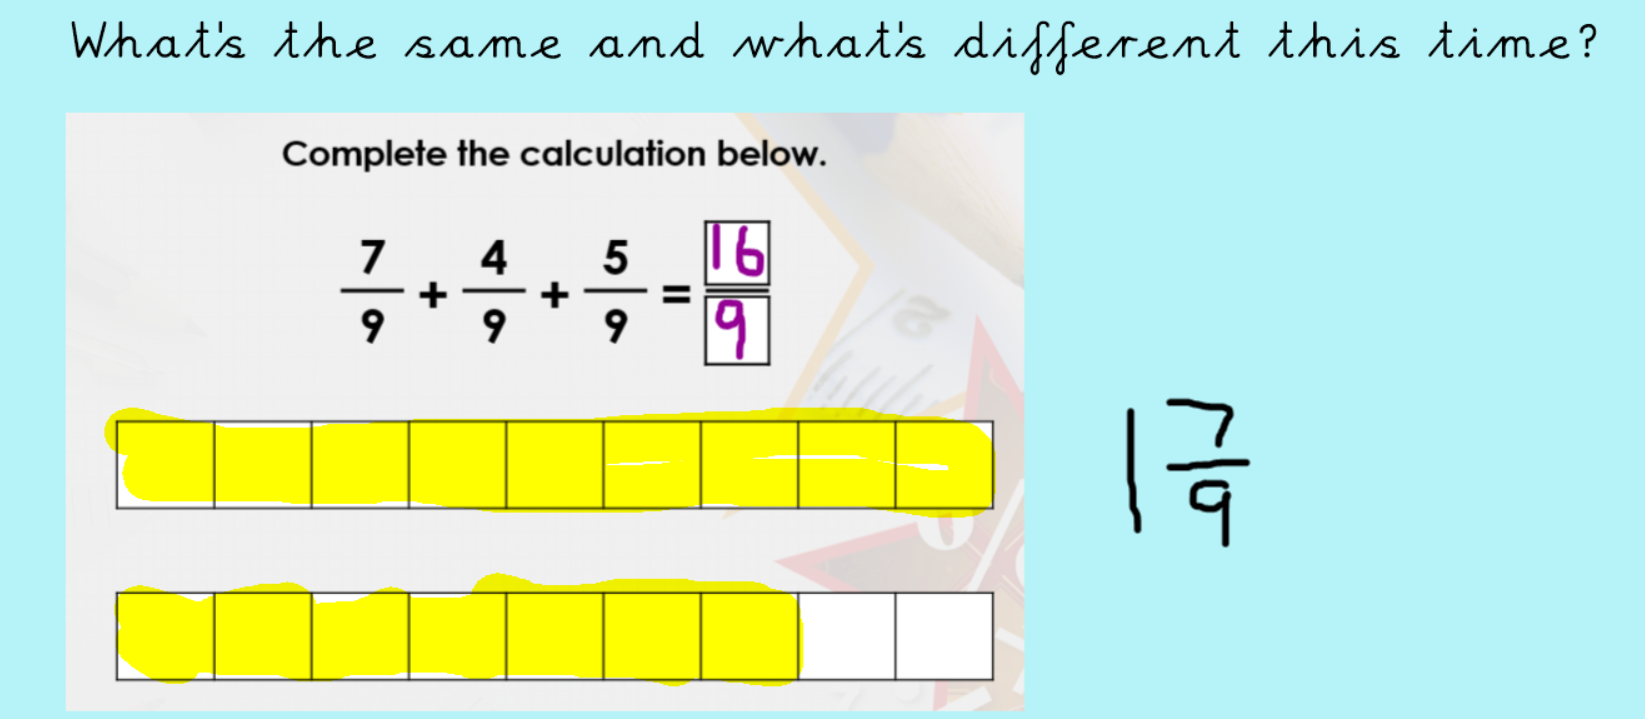 What's the same and what's different this time?
Complete the calculation below.
7/9 + 4/9 + 5/9 = 16/9
1 7/9